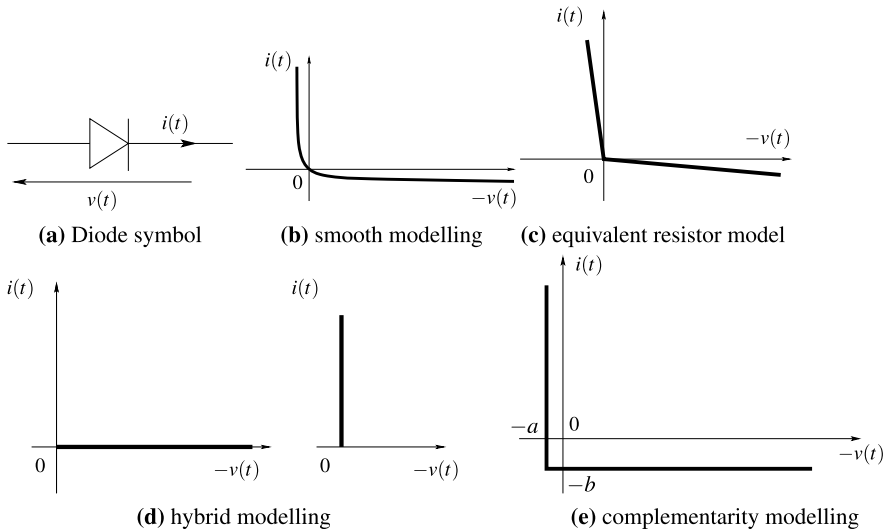 i(t)
v(t)
(a) Diode symbol
i(t)
0
−v(t)
(b) smooth modelling
i(t)
−v(t)
0
(c) equivalent resistor model
i(t)
0
−v(t)
i(t)
0
−v(t)
(d) hybrid modelling
i(t)
−a
0
−v(t)
−b
(e) complementarity modelling